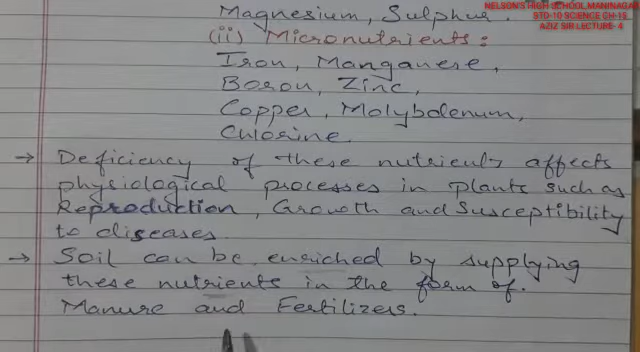 NELSON'S HIGH SCHOOL,MANINAGAR
STD-10 SCIENCE CH-15
AZIZ SIR LECTURE- 4
Magnesium, Sulphur.
(ii) Micronutrients:
Iron, Manganese,
Boron, Zinc,
Copper, Molybdenum,
Chlorine.
→ Deficiency of these nutrients affects
physiological processes in plants such as
Reproduction, Growth and Susceptibility
to diseases.
→ Soil can be enriched by supplying
these nutrients in the form of.
Manure and Fertilizers.